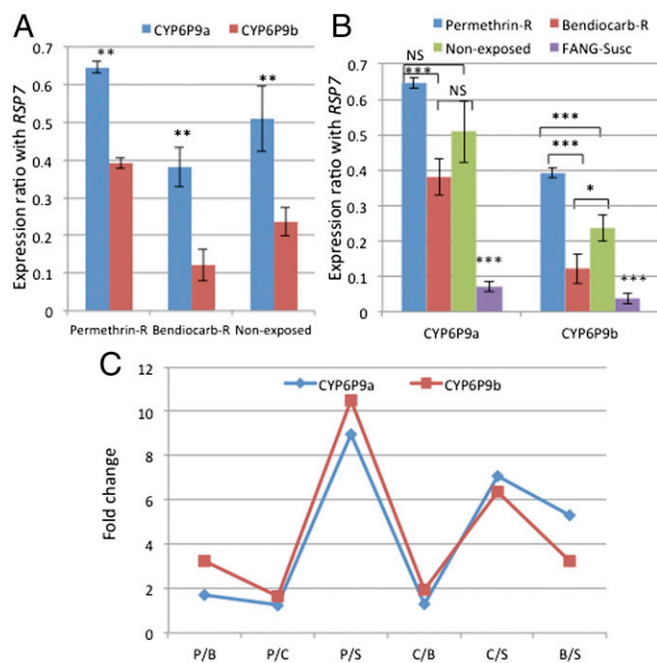 A
CYP6P9a CYP6P9b
Expression ratio with RSP7
0.7
0.6
0.5
0.4
0.3
0.2
0.1
0
**
**
**
Permethrin-R Bendiocarb-R Non-exposed
B
Permethrin-R Bendiocarb-R
Non-exposed FANG-Susc
Expression ratio with RSP7
0.7
0.6
0.5
0.4
0.3
0.2
0.1
0
NS
***
NS
***
***
***
*
***
CYP6P9a CYP6P9b
C
CYP6P9a CYP6P9b
Fold change
12
10
8
6
4
2
0
P/B P/C P/S C/B C/S B/S